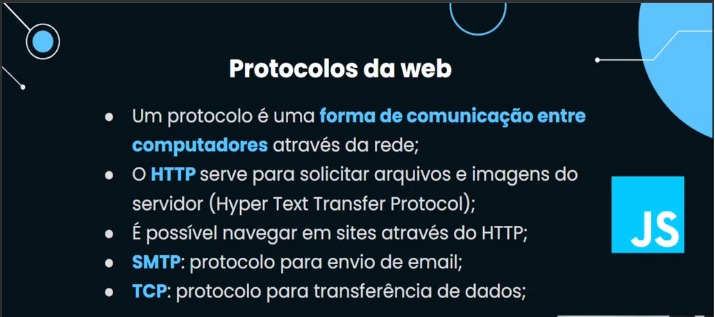 Protocolos da web
● Um protocolo é uma forma de comunicação entre
computadores através da rede;
● O HTTP serve para solicitar arquivos e imagens do
servidor (Hyper Text Transfer Protocol);
● É possível navegar em sites através do HTTP;
● SMTP: protocolo para envio de email;
● TCP: protocolo para transferência de dados;
JS